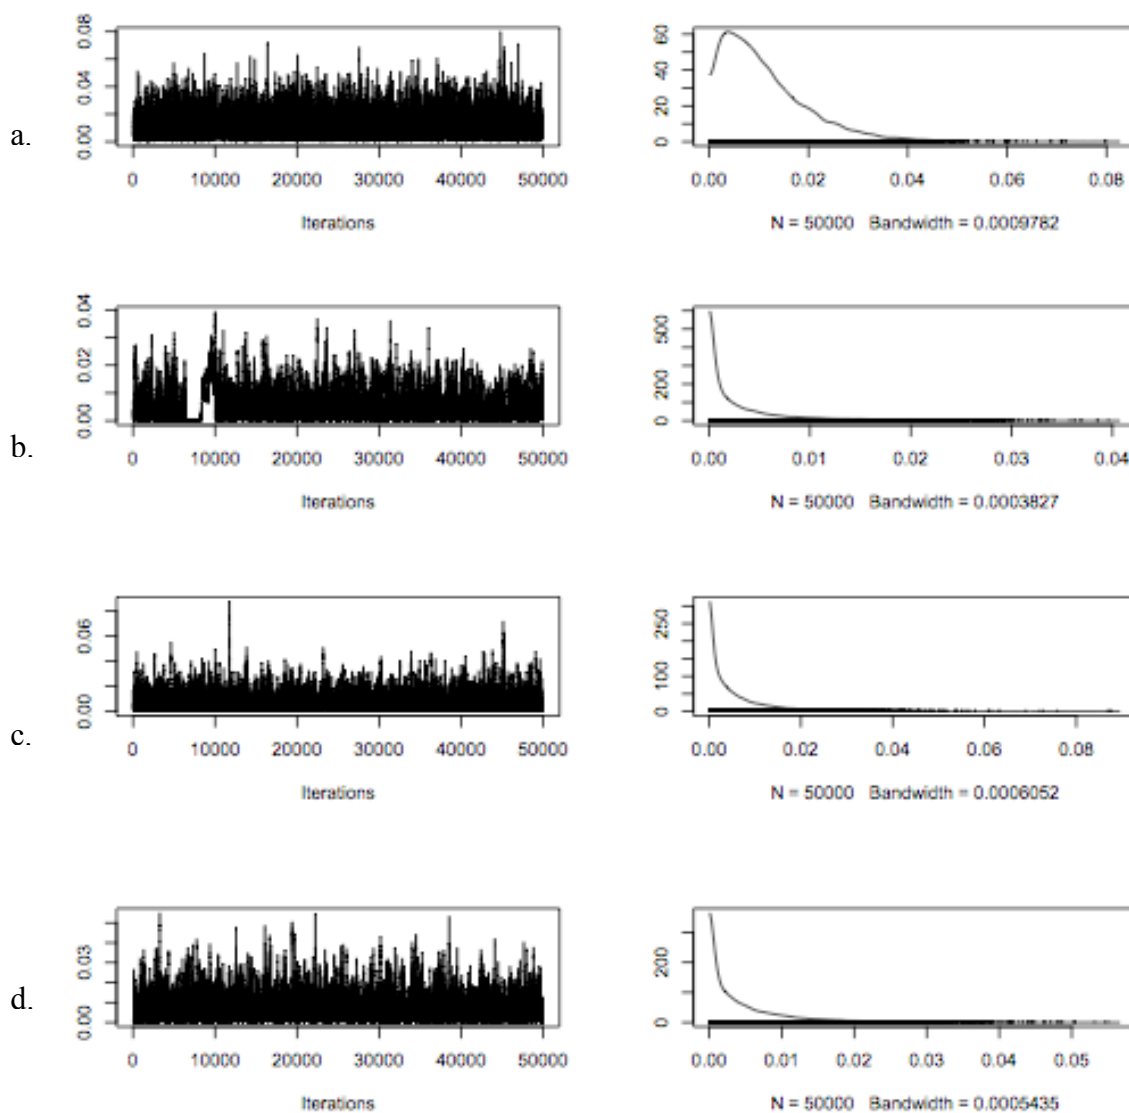 a.
0.00 0.04 0.08
0 10000 20000 30000 40000 50000
Iterations
0 20 40 60
0.00 0.02 0.04 0.06 0.08
N = 50000 Bandwidth = 0.0009782
b.
0.00 0.02 0.04
0 10000 20000 30000 40000 50000
Iterations
0 200 500
0.00 0.01 0.02 0.03 0.04
N = 50000 Bandwidth = 0.0003827
c.
0.00 0.06
0 10000 20000 30000 40000 50000
Iterations
0 100 250
0.00 0.02 0.04 0.06 0.08
N = 50000 Bandwidth = 0.0006052
d.
0.00 0.03
0 10000 20000 30000 40000 50000
Iterations
0 200
0.00 0.01 0.02 0.03 0.04 0.05
N = 50000 Bandwidth = 0.0005435